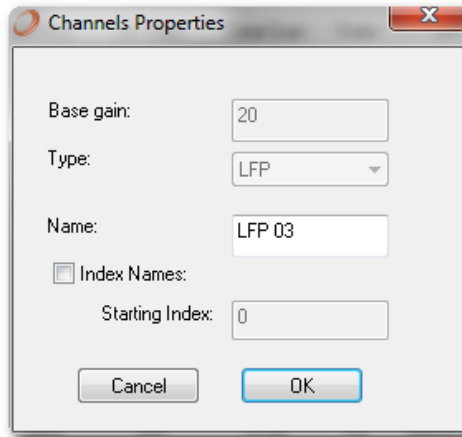 Channels Properties
Base gain: 20
Type: LFP
Name: LFP 03
Index Names:
Starting Index: 0
Cancel OK